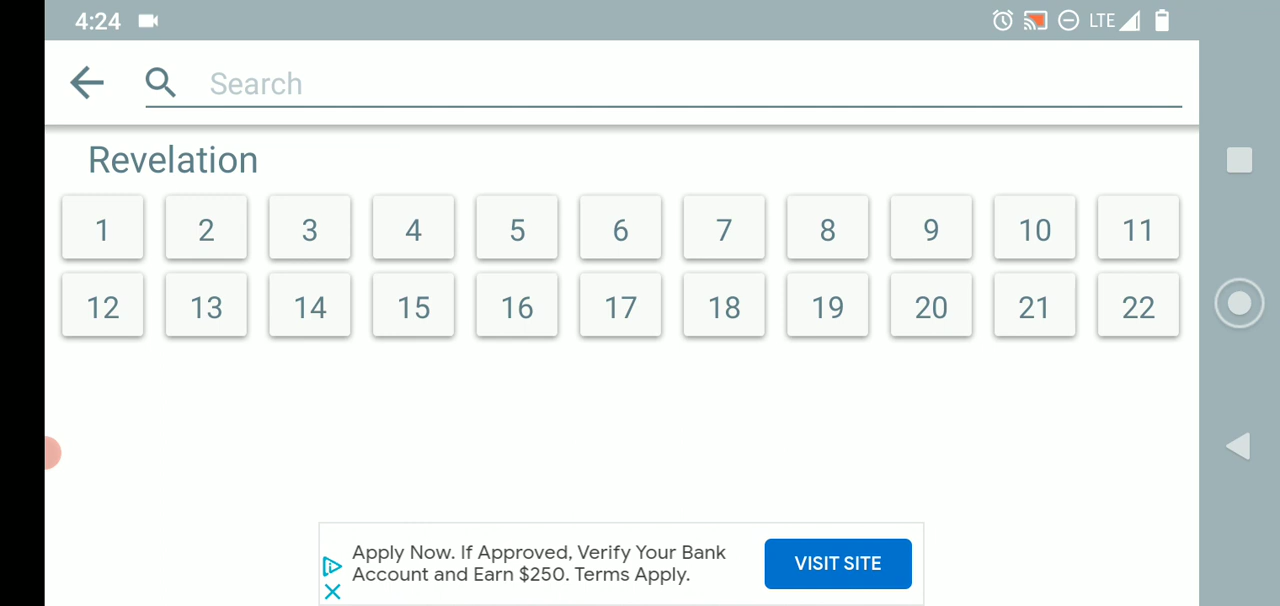 4:24 LTE
Search
Revelation
1 2 3 4 5 6 7 8 9 10 11
12 13 14 15 16 17 18 19 20 21 22
Apply Now. If Approved, Verify Your Bank
Account and Earn $250. Terms Apply.
VISIT SITE